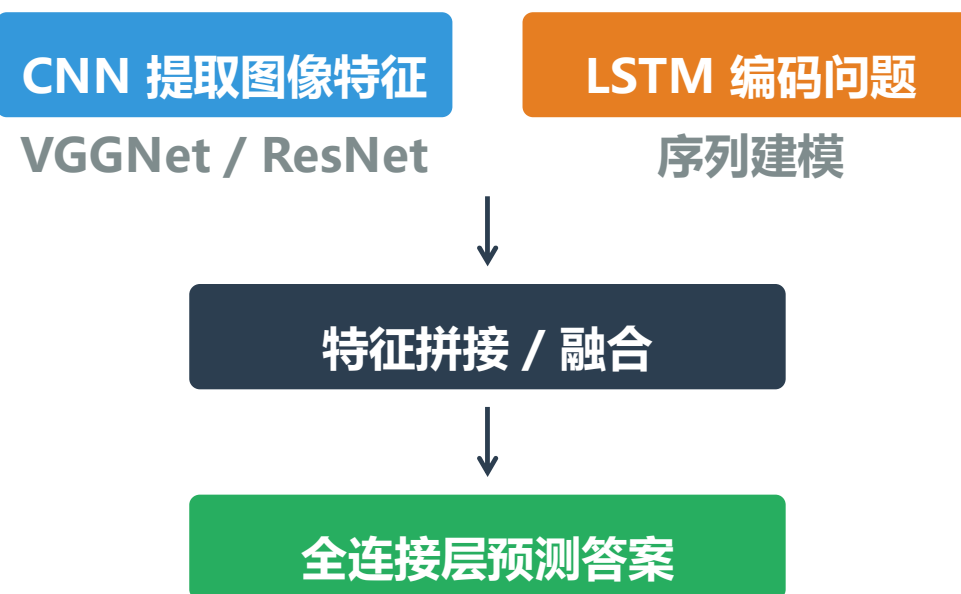 CNN 提取图像特征
LSTM 编码问题
VGGNet / ResNet
序列建模
特征拼接 / 融合
全连接层预测答案